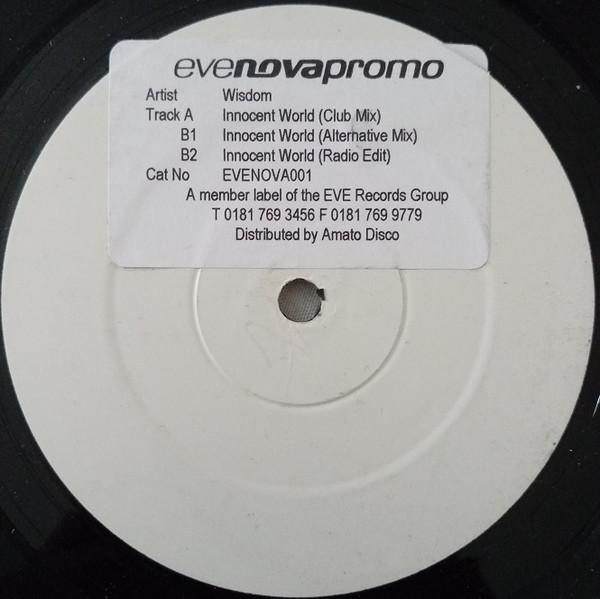 evenovapromo
Artist Wisdom
Track A Innocent World (Club Mix)
B1 Innocent World (Alternative Mix)
B2 Innocent World (Radio Edit)
Cat No EVENOVA001
A member label of the EVE Records Group
T 0181 769 3456 F 0181 769 9779
Distributed by Amato Disco